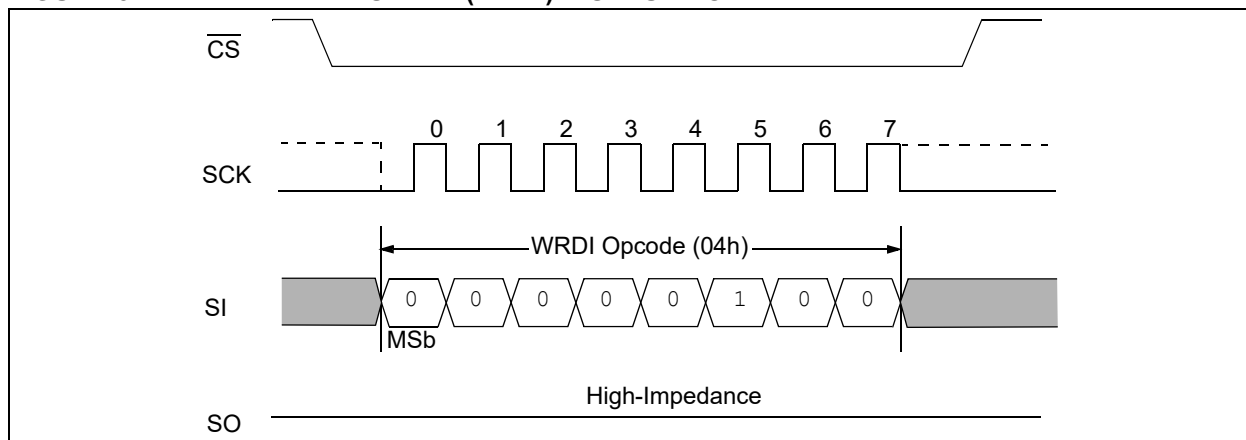 CS
0 1 2 3 4 5 6 7
SCK
WRDI Opcode (04h)
SI
0 0 0 0 0 1 0 0
MSb
High-Impedance
SO